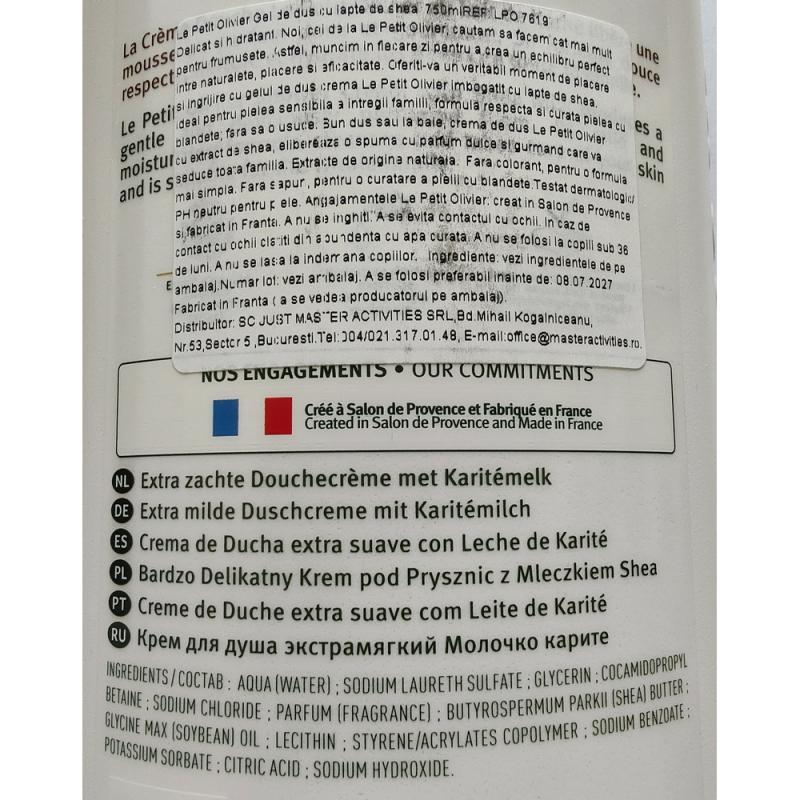 La Crèm
mousse
respect
une
ouce
e.
Le Petit
gentle
moistur
and is s
es a
and
skin
Le Petit Olivier Gel de dus cu lapte de shea 750ml REF LPO 7619
Delicat si hidratant. Noi, cei de la Le Petit Olivier, cautam sa facem cat mai mult
pentru frumusete. Astfel, muncim in fiecare zi pentru a crea un echilibru perfect
intre naturalete, placere si eficacitate. Oferiti-va un veritabil moment de placere
si ingrijire cu gelul de dus crema Le Petit Olivier imbogatit cu lapte de shea.
Ideal pentru pielea sensibila a intregii familii, formula respecta si curata pielea cu
blandete, fara sa o usuce. Bun dus sau la baie, crema de dus Le Petit Olivier
cu extract de shea, elibereaza o spuma cu parfum dulce si gurmand care va
seduce toata familia. Extracte de origine naturala. Fara colorant, pentru o formula
mai simpla. Fara sapun, pentru o curatare a pielii cu blandete.Testat dermatologic/
PH neutru pentru piele. Angajamentele Le Petit Olivier: creat in Salon de Provence
si fabricat in Franta. A nu se inghiti. A se evita contactul cu ochii. In caz de
contact cu ochii clatiti din abundenta cu apa curata. A nu se folosi la copiii sub 36
de luni. A nu se lasa la indemana copiilor. Ingrediente: vezi ingredientele de pe
ambalaj. Numar lot: vezi ambalaj. A se folosi preferabil inainte de: 08.07.2027
Fabricat in Franta ( a se vedea producatorul pe ambalaj).
Distribuitor: SC JUST MASTER ACTIVITIES SRL,Bd.Mihail Kogalniceanu,
Nr.53,Sector 5 ,Bucuresti.Tel:004/021.317.01.48, E-mail:office@masteractivities.ro.
NOS ENGAGEMENTS • OUR COMMITMENTS
Créé à Salon de Provence et Fabriqué en France
Created in Salon de Provence and Made in France
NL Extra zachte Douchecrème met Karitémelk
DE Extra milde Duschcreme mit Karitémilch
ES Crema de Ducha extra suave con Leche de Karité
PL Bardzo Delikatny Krem pod Prysznic z Mleczkiem Shea
PT Creme de Duche extra suave com Leite de Karité
RU Крем для душа экстрамягкий Молочко карите
INGREDIENTS / СОСТАВ : AQUA (WATER) ; SODIUM LAURETH SULFATE ; GLYCERIN ; COCAMIDOPROPYL
BETAINE ; SODIUM CHLORIDE ; PARFUM (FRAGRANCE) ; BUTYROSPERMUM PARKII (SHEA) BUTTER ;
GLYCINE MAX (SOYBEAN) OIL ; LECITHIN ; STYRENE/ACRYLATES COPOLYMER ; SODIUM BENZOATE ;
POTASSIUM SORBATE ; CITRIC ACID ; SODIUM HYDROXIDE.